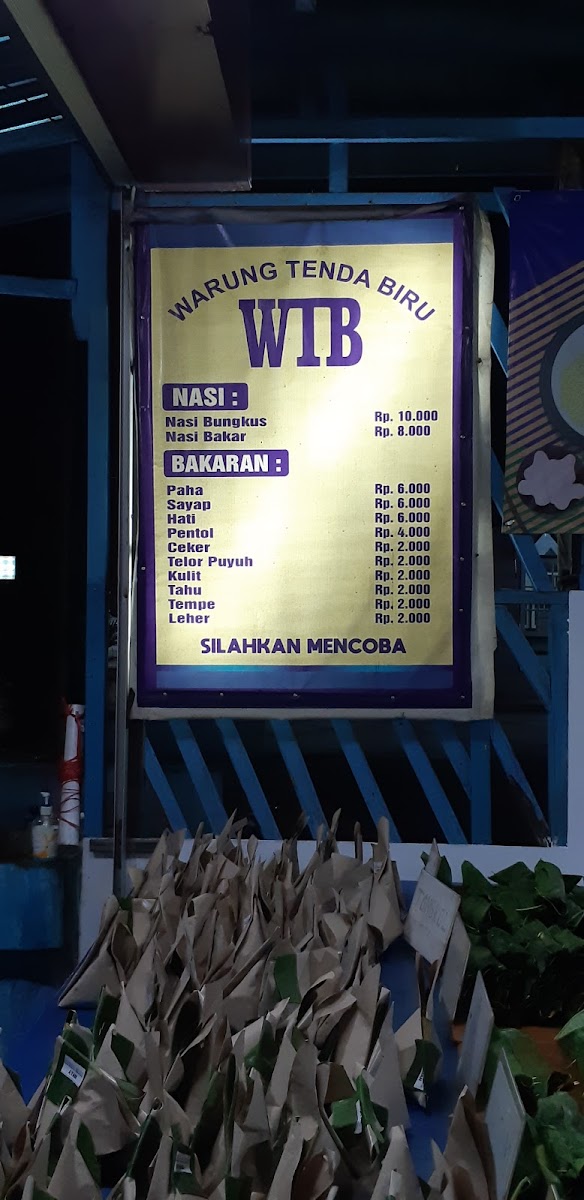 WARUNG TENDA BIRU
WTB
NASI :
Nasi Bungkus Rp. 10.000
Nasi Bakar Rp. 8.000
BAKARAN :
Paha Rp. 6.000
Sayap Rp. 6.000
Hati Rp. 6.000
Pentol Rp. 4.000
Ceker Rp. 2.000
Telor Puyuh Rp. 2.000
Kulit Rp. 2.000
Tahu Rp. 2.000
Tempe Rp. 2.000
Leher Rp. 2.000
SILAHKAN MENCOBA